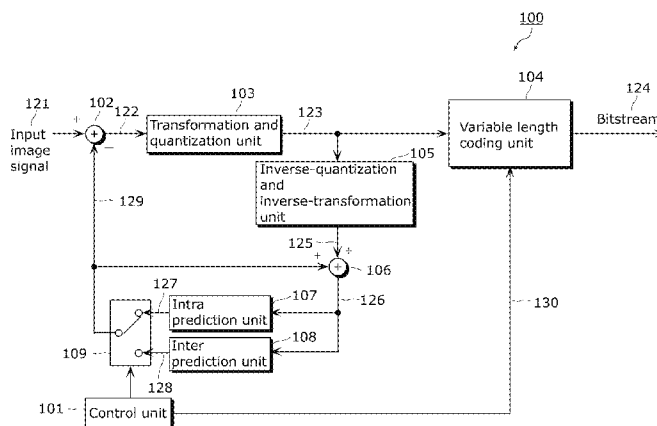 100
121
+
102
122
103
123
104
124
Input
image
signal
+
−
Transformation and
quantization unit
Variable length
coding unit
Bitstream
105
Inverse-quantization
and
inverse-transformation
unit
129
125
+
+
+
106
126
127
107
130
Intra
prediction unit
108
Inter
prediction unit
109
128
101
Control unit